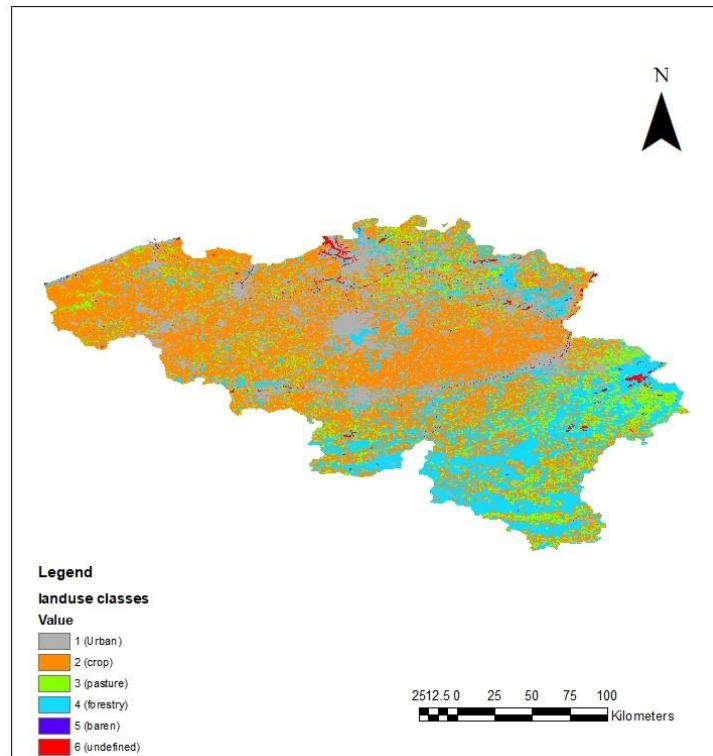 N
Legend
landuse classes
Value
1 (Urban)
2 (crop)
3 (pasture)
4 (forestry)
5 (baren)
6 (undefined)
2512.5 0 25 50 75 100
Kilometers